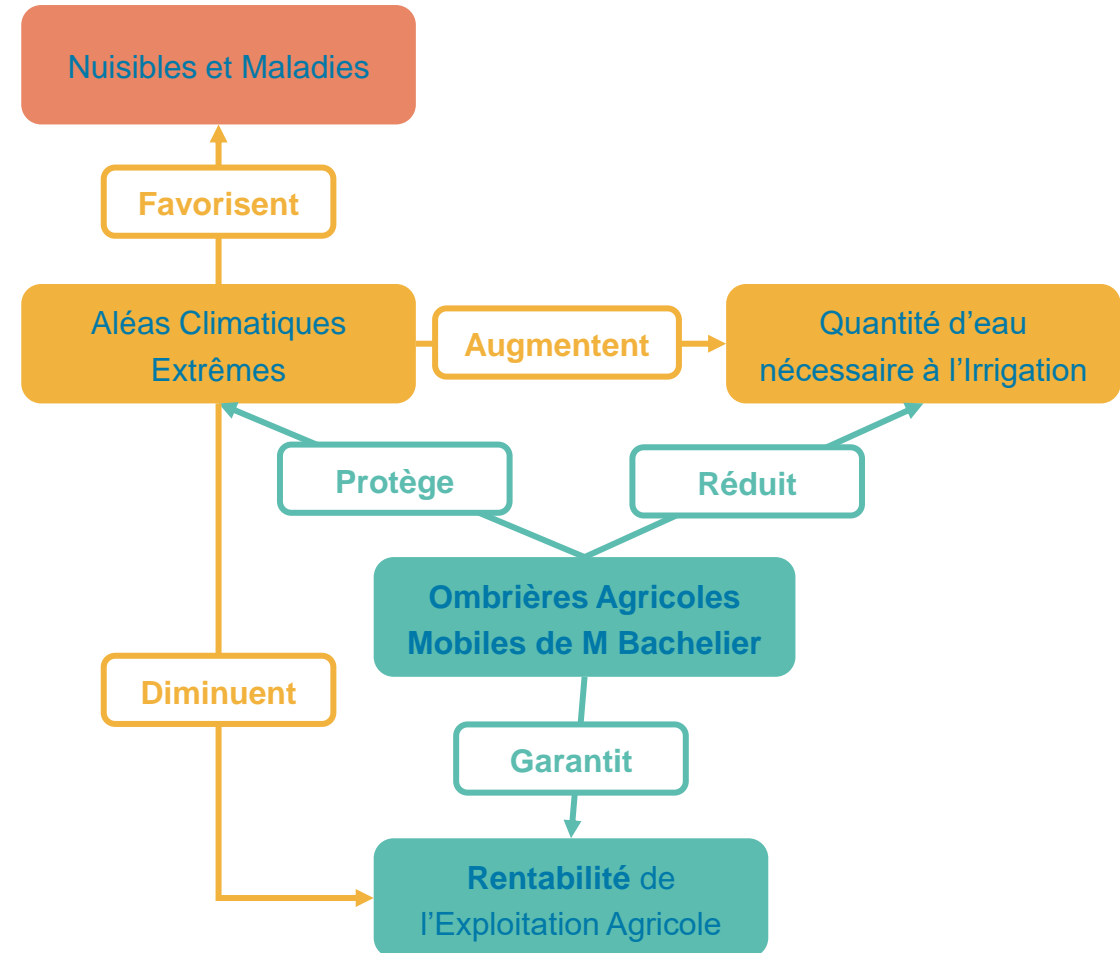 Nuisibles et Maladies
Favorisent
Aléas Climatiques
Extrêmes
Augmentent
Quantité d’eau
nécessaire à l’Irrigation
Protège
Réduit
Ombrières Agricoles
Mobiles de M Bachelier
Diminuent
Garantit
Rentabilité de
l’Exploitation Agricole